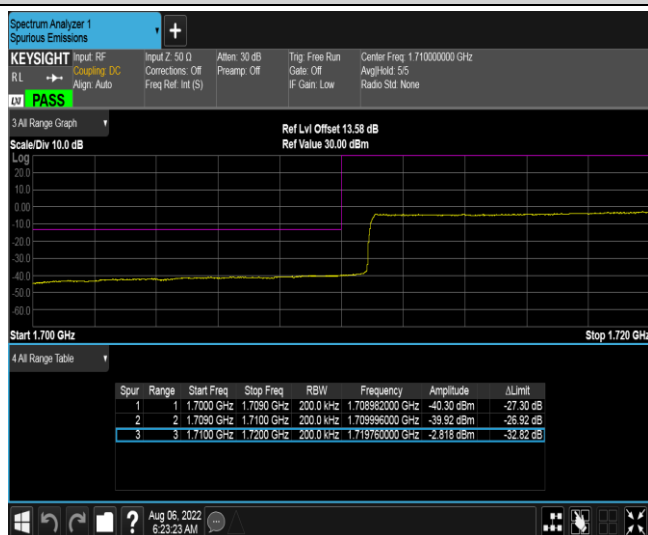 Spectrum Analyzer 1
Spurious Emissions
KEYSIGHT Input: RF Input Z: 50 Ω Atten: 30 dB Trig: Free Run Center Freq: 1.710000000 GHz
RL Coupling: DC Corrections: Off Preamp: Off Gate: Off Avg|Hold: 5/5
Align: Auto Freq Ref: Int (S) IF Gain: Low Radio Std: None
LXI PASS
3 All Range Graph
Ref Lvl Offset 13.58 dB
Scale/Div 10.0 dB Ref Value 30.00 dBm
Log
20.0
10.0
0.00
-10.0
-20.0
-30.0
-40.0
-50.0
-60.0
Start 1.700 GHz Stop 1.720 GHz
4 All Range Table
Spur Range Start Freq Stop Freq RBW Frequency Amplitude ΔLimit
1 1 1.7000 GHz 1.7090 GHz 200.0 kHz 1.708982000 GHz -40.30 dBm -27.30 dB
2 2 1.7090 GHz 1.7100 GHz 200.0 kHz 1.709996000 GHz -39.92 dBm -26.92 dB
3 3 1.7100 GHz 1.7200 GHz 200.0 kHz 1.719760000 GHz -2.818 dBm -32.82 dB
? Aug 06, 2022
6:23:23 AM